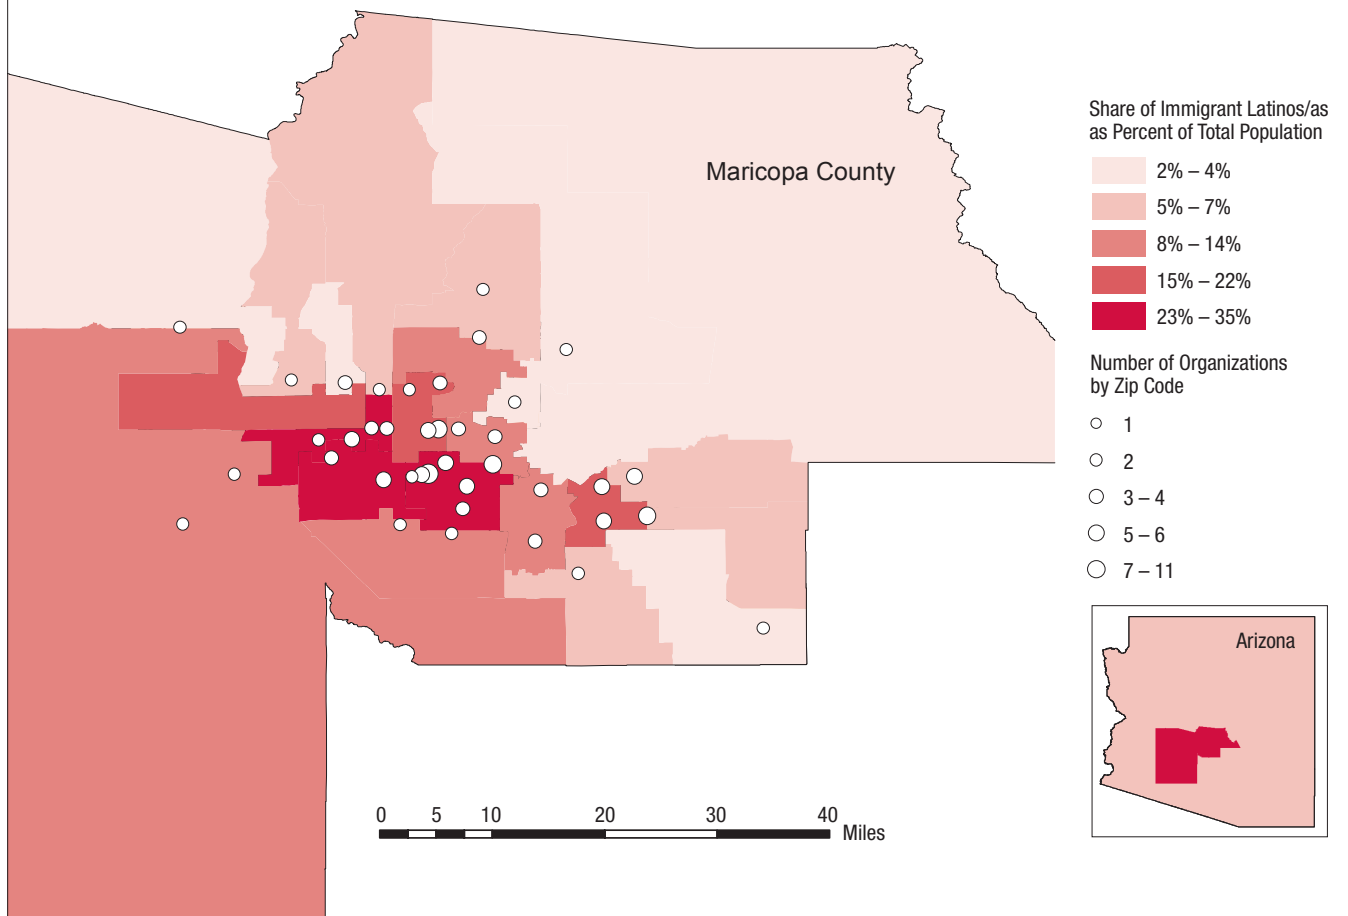 Maricopa County
Share of Immigrant Latinos/as
as Percent of Total Population
2% – 4%
5% – 7%
8% – 14%
15% – 22%
23% – 35%
Number of Organizations
by Zip Code
1
2
3 – 4
5 – 6
7 – 11
Arizona
0 5 10 20 30 40
Miles